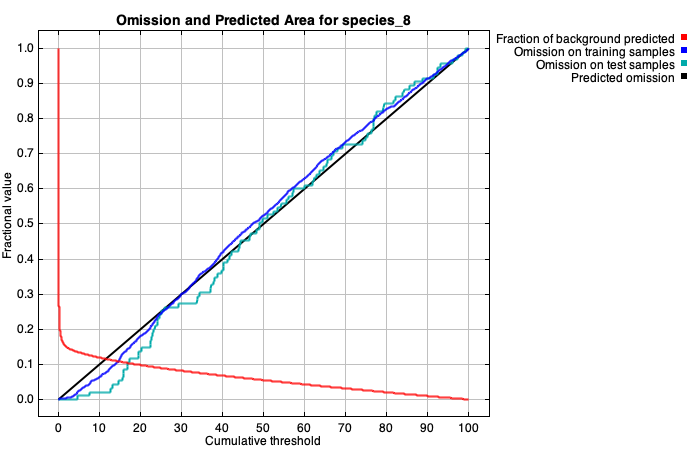 Omission and Predicted Area for species_8
Fraction of background predicted
Omission on training samples
Omission on test samples
Predicted omission
Fractional value
1.0
0.9
0.8
0.7
0.6
0.5
0.4
0.3
0.2
0.1
0.0
0 10 20 30 40 50 60 70 80 90 100
Cumulative threshold